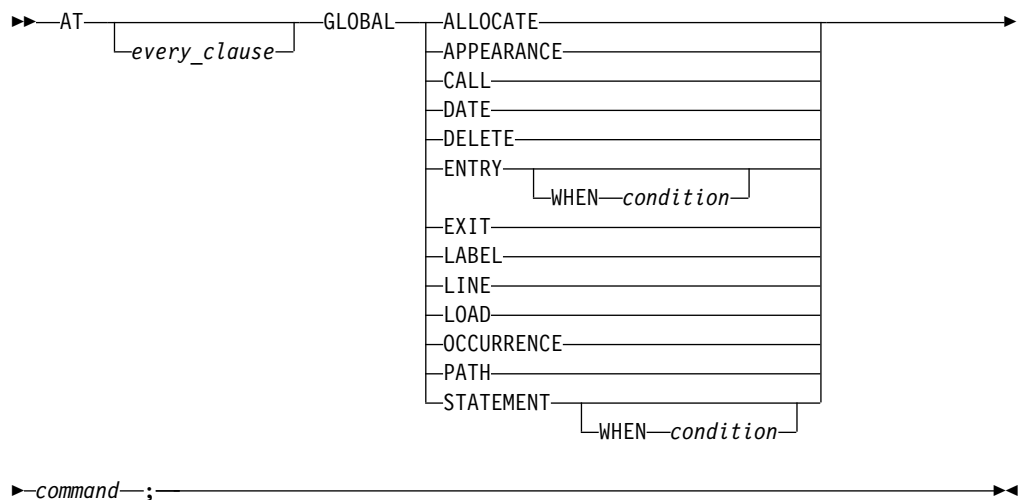 AT every_clause GLOBAL ALLOCATE
APPEARANCE
CALL
DATE
DELETE
ENTRY
WHEN condition
EXIT
LABEL
LINE
LOAD
OCCURRENCE
PATH
STATEMENT
WHEN condition
command ;